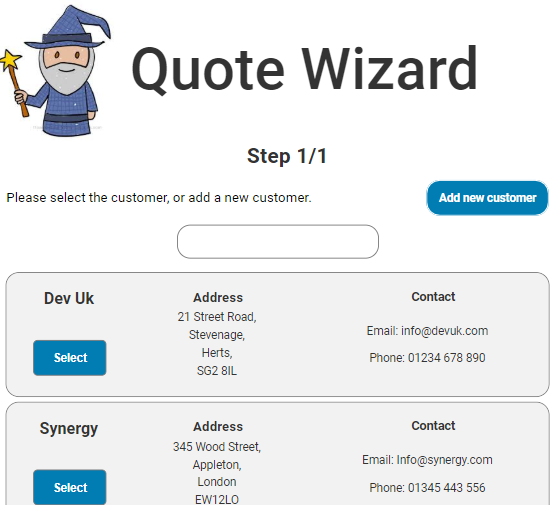 Quote Wizard
Step 1/1
Please select the customer, or add a new customer.
Add new customer
Dev Uk
Select
Address
21 Street Road,
Stevenage,
Herts,
SG2 8IL
Contact
Email: info@devuk.com
Phone: 01234 678 890
Synergy
Select
Address
345 Wood Street,
Appleton,
London
EW12LO
Contact
Email: Info@synergy.com
Phone: 01345 443 556